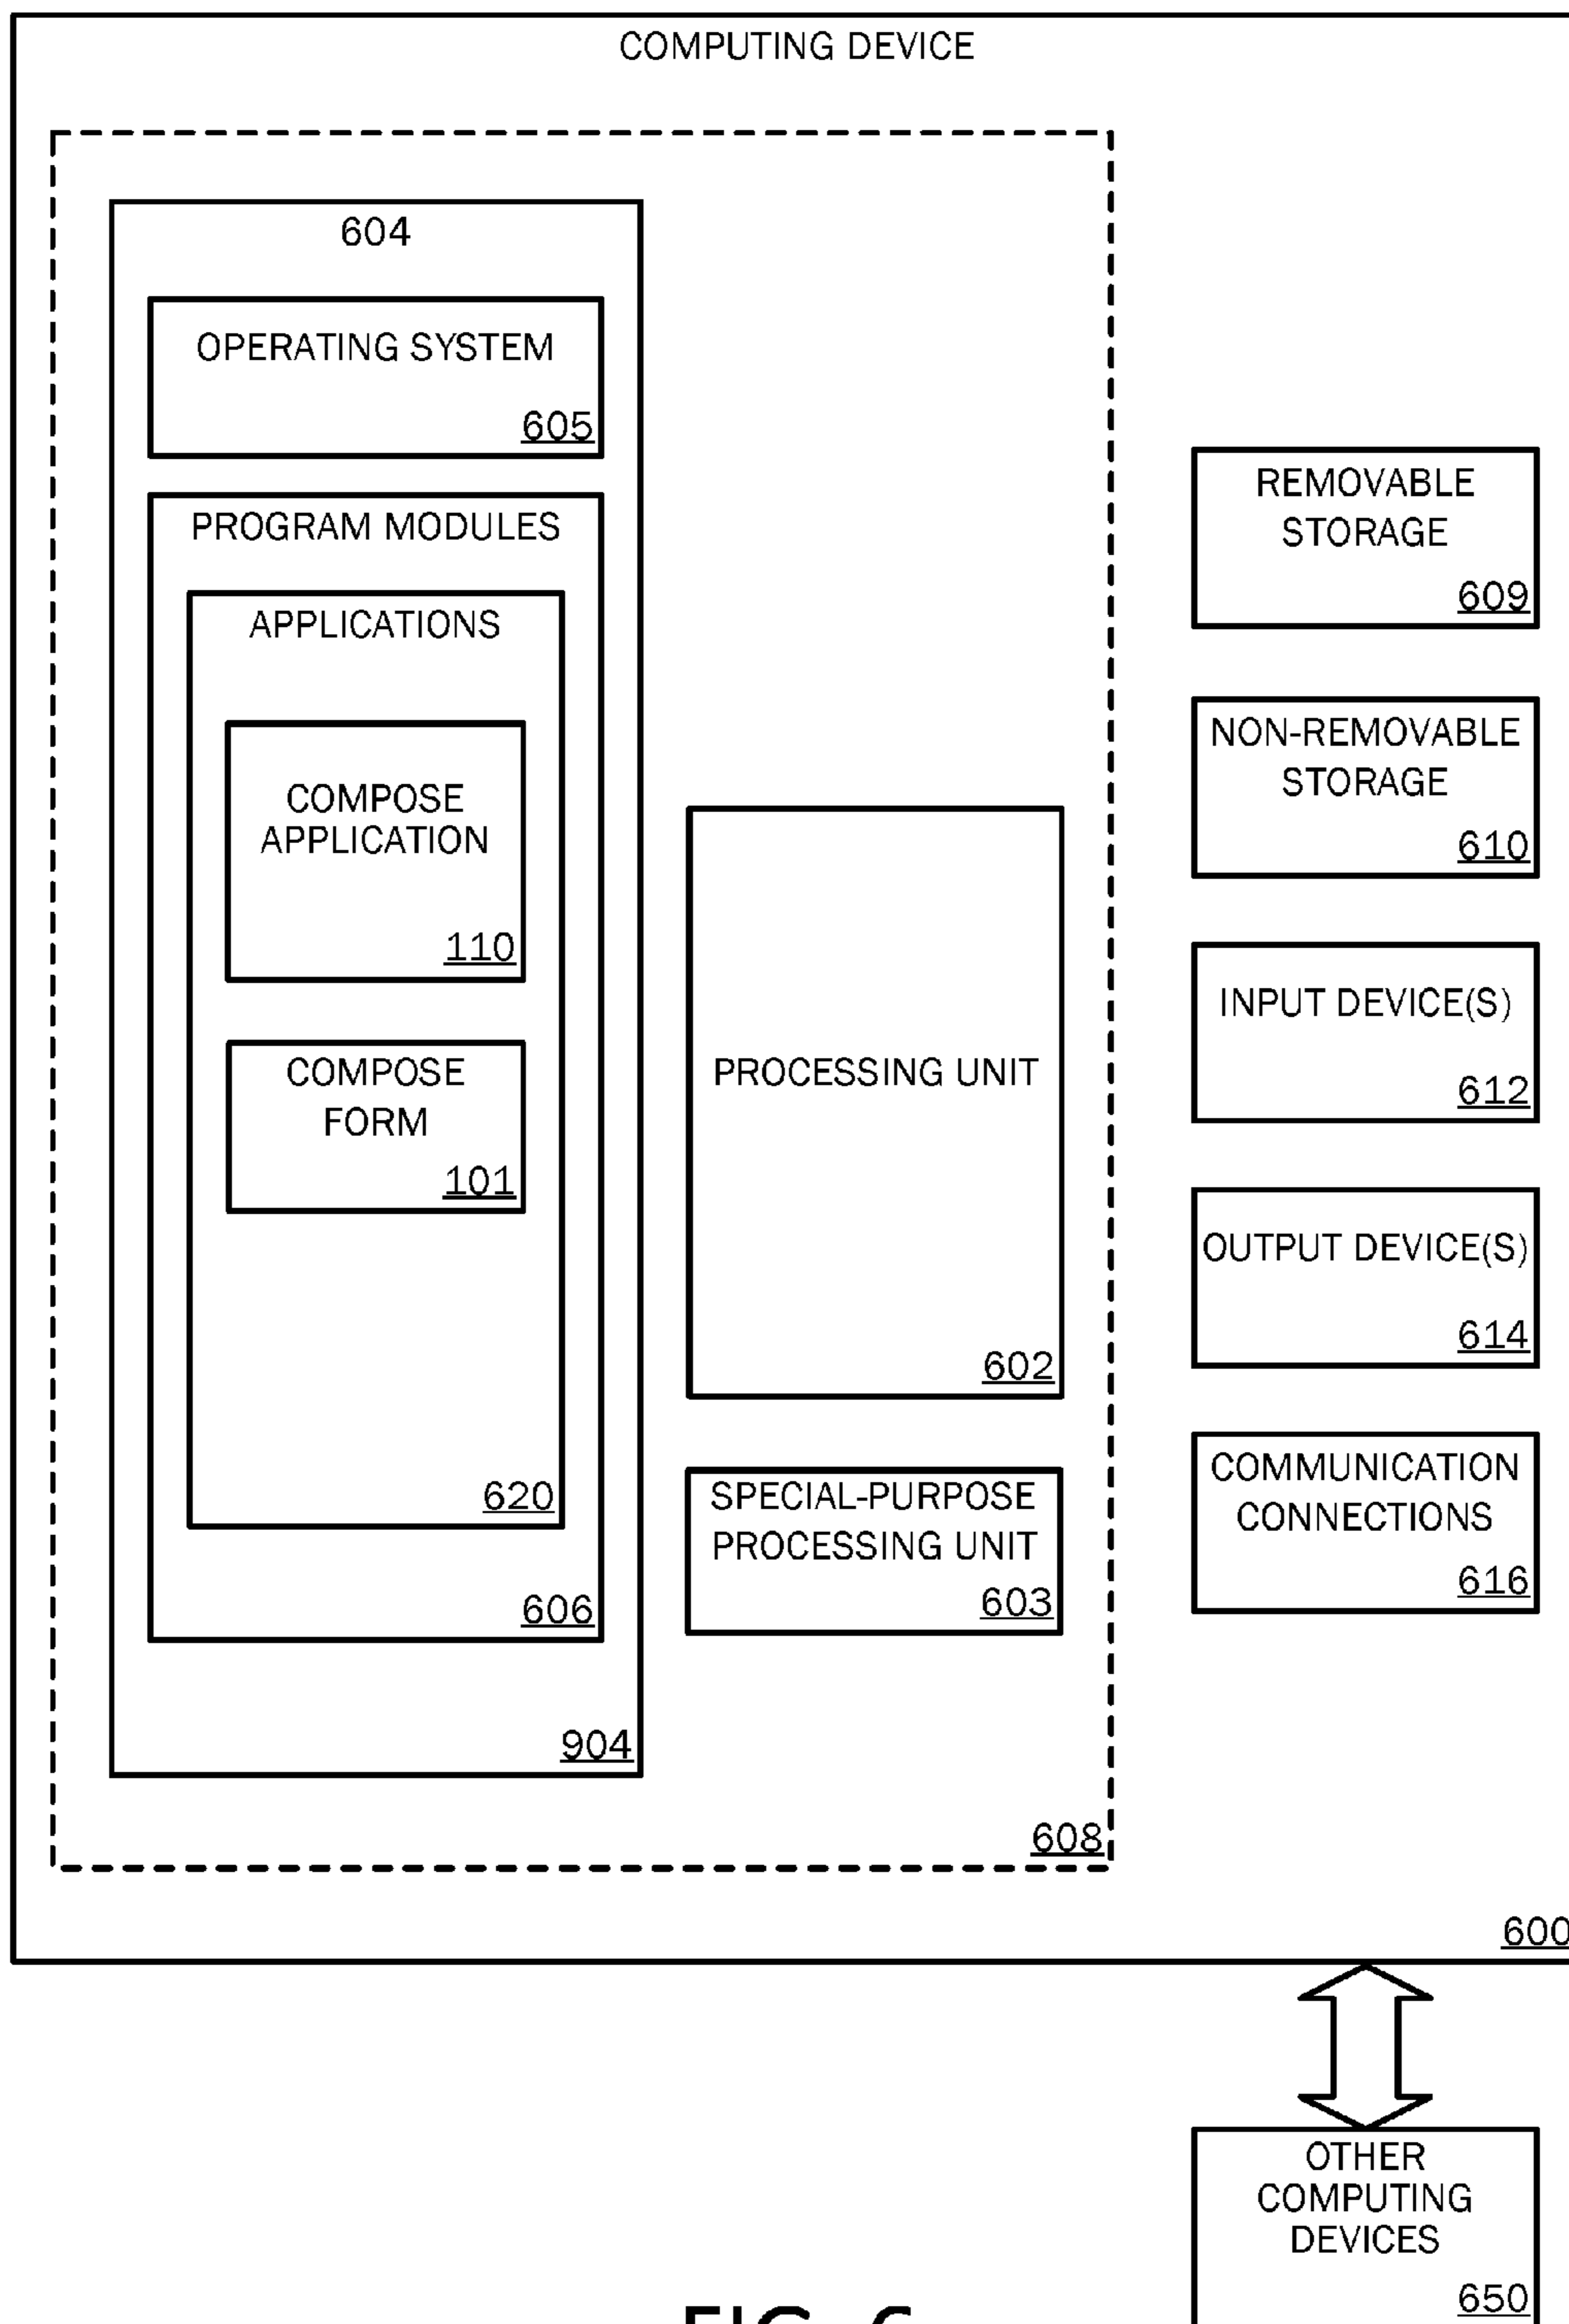 COMPUTING DEVICE
604
OPERATING SYSTEM
605
PROGRAM MODULES
APPLICATIONS
COMPOSE
APPLICATION
110
COMPOSE
FORM
101
620
606
904
PROCESSING UNIT
602
SPECIAL-PURPOSE
PROCESSING UNIT
603
608
REMOVABLE
STORAGE
609
NON-REMOVABLE
STORAGE
610
INPUT DEVICE(S)
612
OUTPUT DEVICE(S)
614
COMMUNICATION
CONNECTIONS
616
600
OTHER
COMPUTING
DEVICES
650
FIG. 6